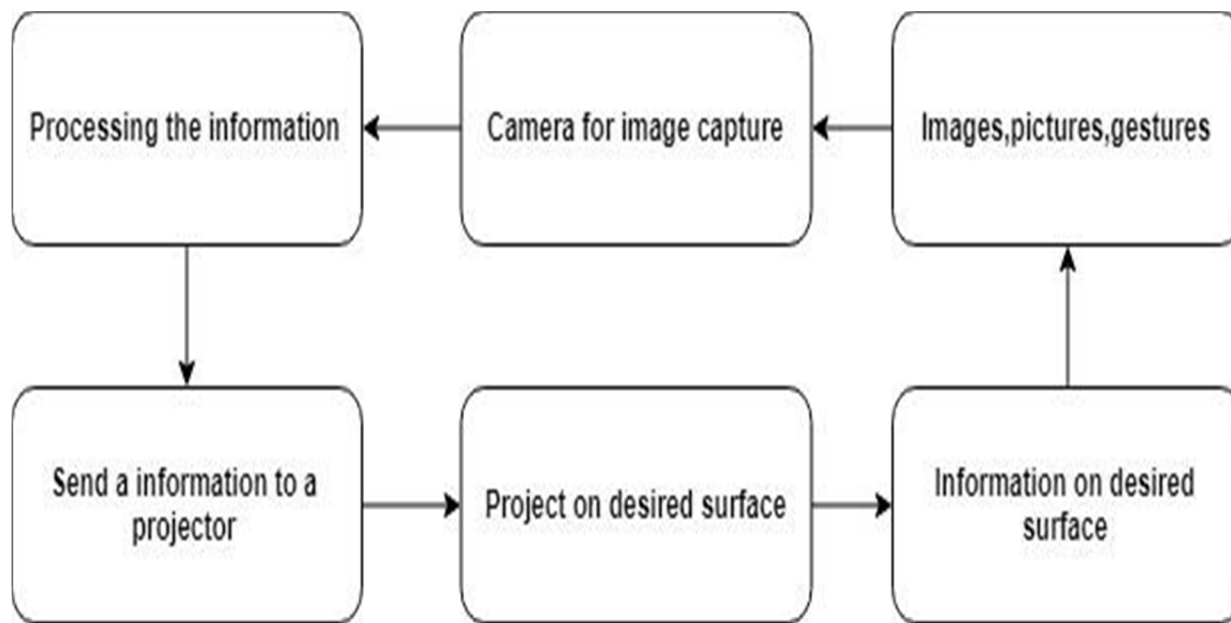 Processing the information
Camera for image capture
Images,pictures,gestures
Send a information to a
projector
Project on desired surface
Information on desired
surface